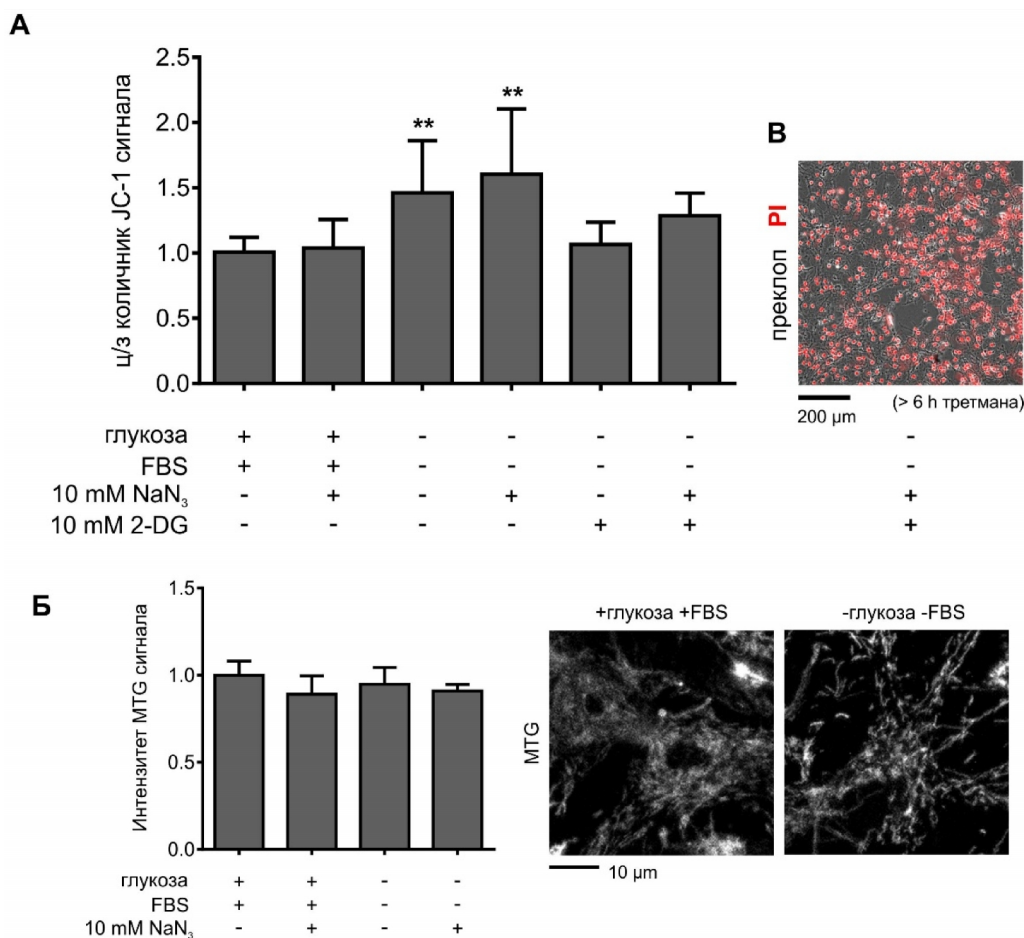 А
ц/з количник JC-1 сигнала
2.5
2.0
1.5
1.0
0.5
0.0
** **
глукоза + + - - - - -
FBS + + - - - - -
10 mM NaN₃ - + - + - + +
10 mM 2-DG - - - - + + +
В
преклоп PI
200 µm (> 6 h третмана)
Б
Интензитет MTG сигнала
1.5
1.0
0.5
0.0
глукоза + + - -
FBS + + - -
10 mM NaN₃ - + - +
+глукоза +FBS -глукоза -FBS
MTG
10 µm